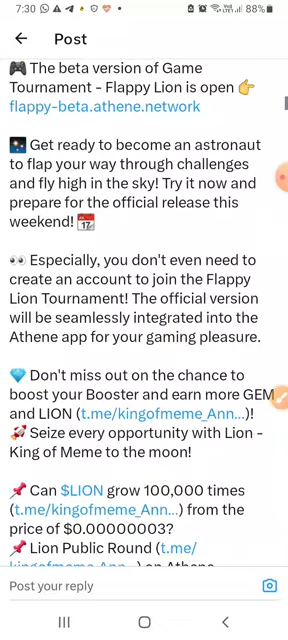 7:30
88%
Post
🎮 The beta version of Game
Tournament - Flappy Lion is open 👉
flappy-beta.athene.network
🌠 Get ready to become an astronaut
to flap your way through challenges
and fly high in the sky! Try it now and
prepare for the official release this
weekend! 📅
👀 Especially, you don't even need to
create an account to join the Flappy
Lion Tournament! The official version
will be seamlessly integrated into the
Athene app for your gaming pleasure.
💎 Don't miss out on the chance to
boost your Booster and earn more GEM
and LION (t.me/kingofmeme_Ann...)!
🚀 Seize every opportunity with Lion -
King of Meme to the moon!
📌 Can $LION grow 100,000 times
(t.me/kingofmeme_Ann...) from the
price of $0.00000003?
📌 Lion Public Round (t.me/
kingofmeme_Ann...) on Athene
Post your reply